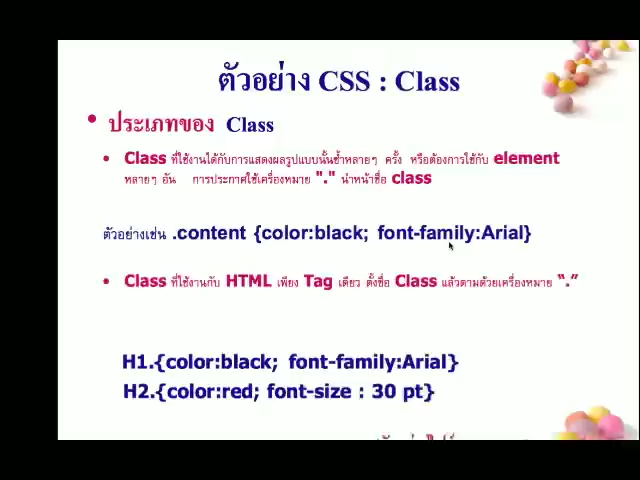 ตัวอย่าง CSS : Class
• ประเภทของ Class
• Class ที่ใช้งานได้กับการแสดงผลรูปแบบนั้นซ้ำหลายๆ ครั้ง หรือต้องการใช้กับ element
หลายๆ อัน การประกาศใช้เครื่องหมาย "." นำหน้าชื่อ class
ตัวอย่างเช่น .content {color:black; font-family:Arial}
• Class ที่ใช้งานกับ HTML เพียง Tag เดียว ตั้งชื่อ Class แล้วตามด้วยเครื่องหมาย “.”
H1.{color:black; font-family:Arial}
H2.{color:red; font-size : 30 pt}